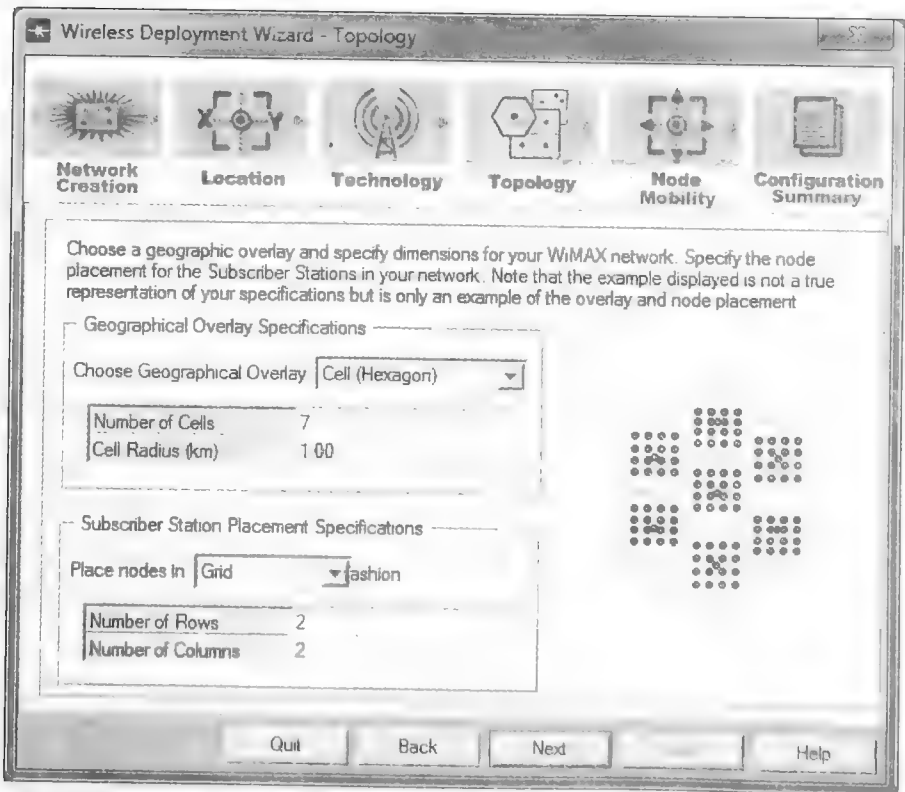 Wireless Deployment Wizard - Topology
X Y
Network Creation
Location
Technology
Topology
Node Mobility
Configuration Summary
Choose a geographic overlay and specify dimensions for your WiMAX network. Specify the node
placement for the Subscriber Stations in your network. Note that the example displayed is not a true
representation of your specifications but is only an example of the overlay and node placement
Geographical Overlay Specifications
Choose Geographical Overlay Cell (Hexagon)
Number of Cells 7
Cell Radius (km) 1 00
Subscriber Station Placement Specifications
Place nodes in Grid fashion
Number of Rows 2
Number of Columns 2
Quit Back Next Help